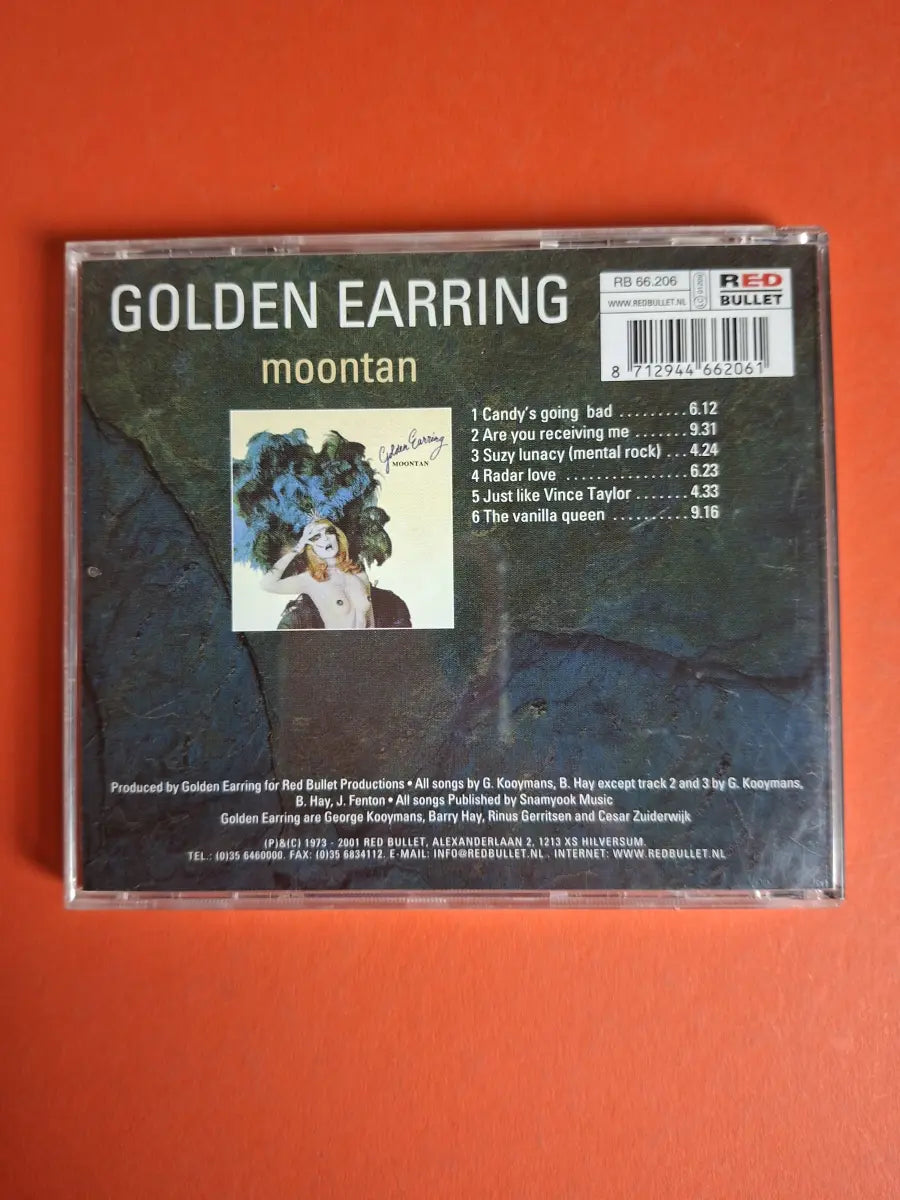 GOLDEN EARRING
moontan
RB 66.206
WWW.REDBULLET.NL
RED
BULLET
8 712944 662061
Golden Earring
MOONTAN
1 Candy's going bad ......... 6.12
2 Are you receiving me ....... 9.31
3 Suzy lunacy (mental rock) ... 4.24
4 Radar love ................ 6.23
5 Just like Vince Taylor ....... 4.33
6 The vanilla queen .......... 9.16
Produced by Golden Earring for Red Bullet Productions • All songs by G. Kooymans, B. Hay except track 2 and 3 by G. Kooymans,
B. Hay, J. Fenton • All songs Published by Snamyook Music
Golden Earring are George Kooymans, Barry Hay, Rinus Gerritsen and Cesar Zuiderwijk
(P)&(C) 1973 - 2001 RED BULLET, ALEXANDERLAAN 2, 1213 XS HILVERSUM.
TEL.: (0)35 6460000. FAX: (0)35 6834112. E-MAIL: INFO@REDBULLET.NL . INTERNET: WWW.REDBULLET.NL